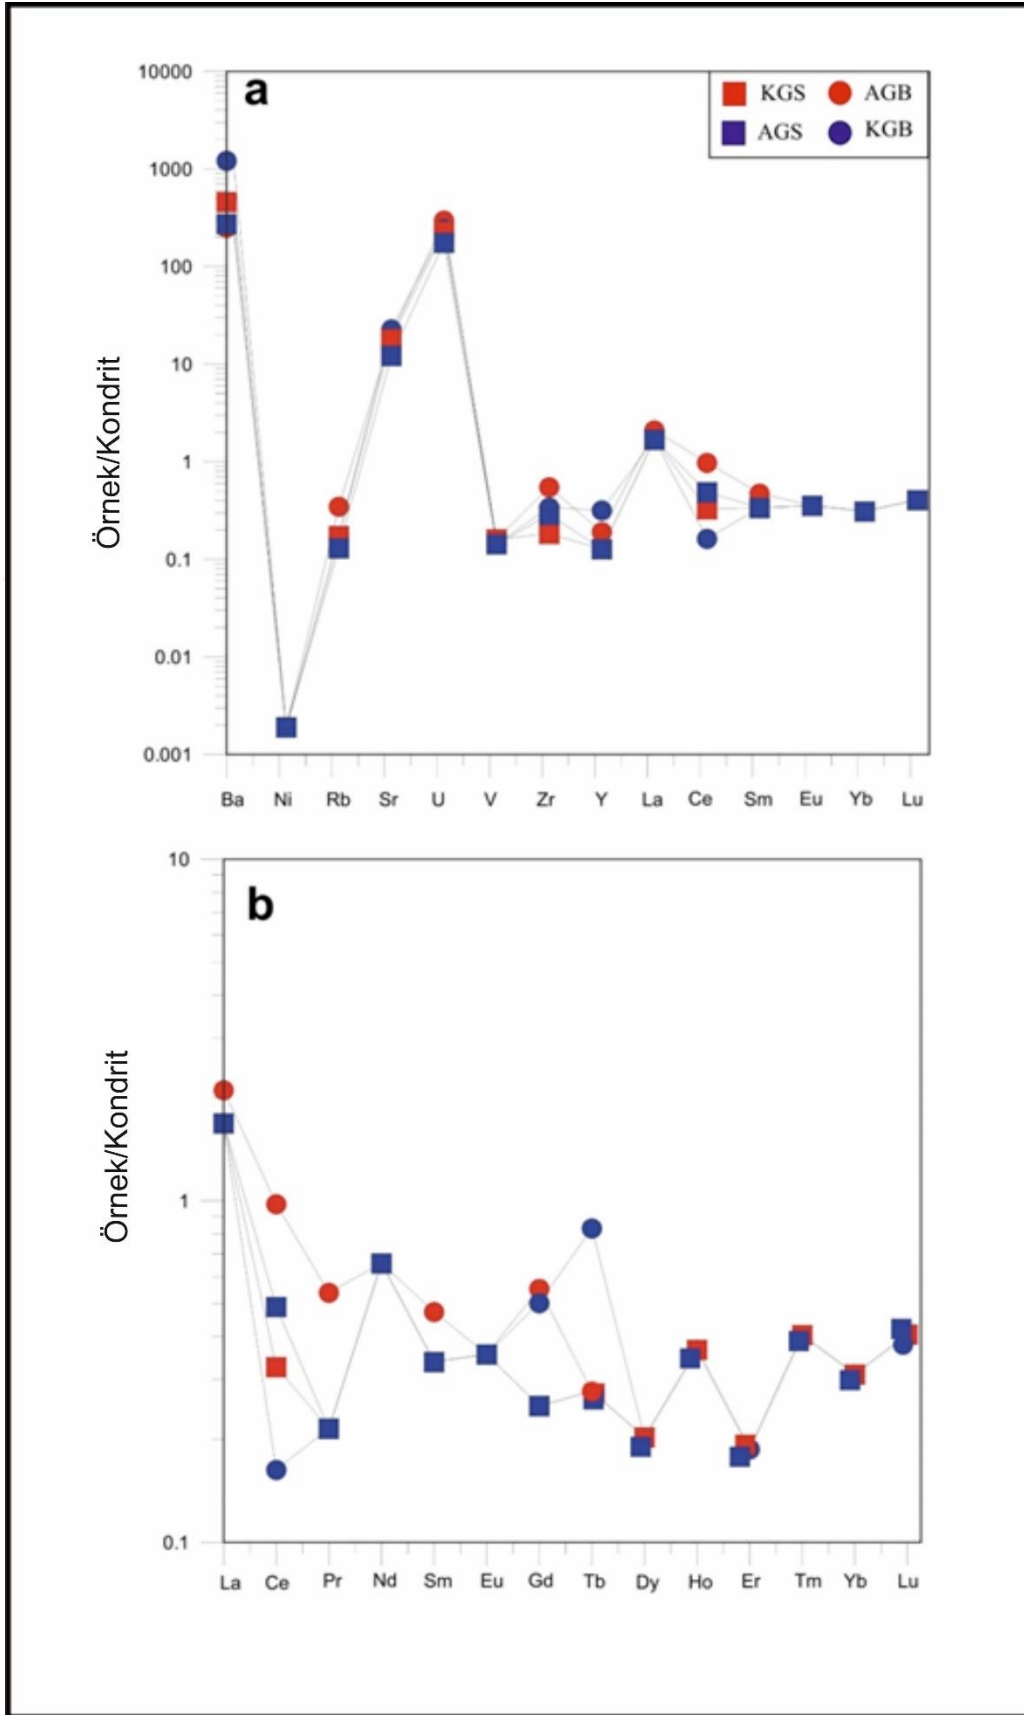 a
KGS AGB
AGS KGB
10000
1000
100
10
1
0.1
0.01
0.001
Örnek/Kondrit
Ba Ni Rb Sr U V Zr Y La Ce Sm Eu Yb Lu
b
10
1
0.1
Örnek/Kondrit
La Ce Pr Nd Sm Eu Gd Tb Dy Ho Er Tm Yb Lu